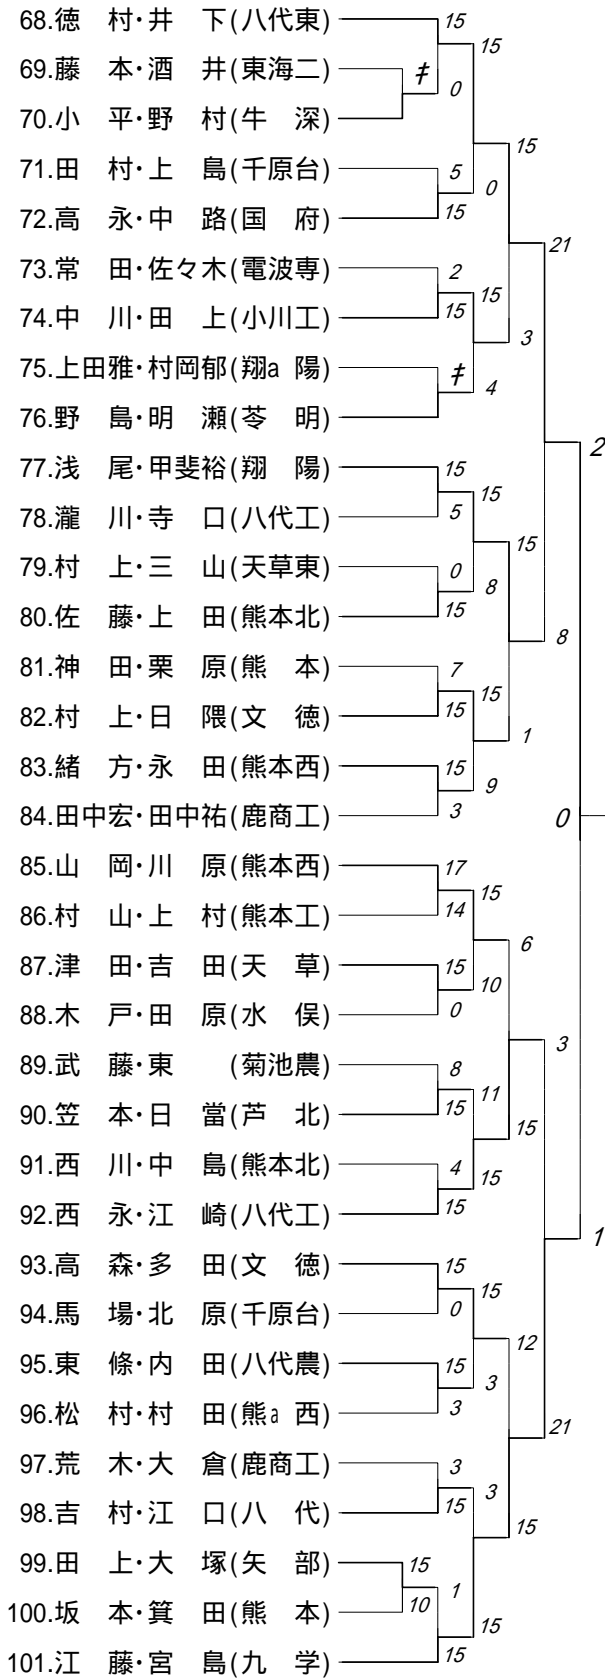 68.徳　村・井　下(八代東)
69.藤　本・酒　井(東海二)
70.小　平・野　村(牛　深)
71.田　村・上　島(千原台)
72.高　永・中　路(国　府)
73.常　田・佐々木(電波専)
74.中　川・田　上(小川工)
75.上田雅・村岡郁(翔a 陽)
76.野　島・明　瀬(苓　明)
77.浅　尾・甲斐裕(翔　陽)
78.瀧　川・寺　口(八代工)
79.村　上・三　山(天草東)
80.佐　藤・上　田(熊本北)
81.神　田・栗　原(熊　本)
82.村　上・日　隈(文　徳)
83.緒　方・永　田(熊本西)
84.田中宏・田中祐(鹿商工)
85.山　岡・川　原(熊本西)
86.村　山・上　村(熊本工)
87.津　田・吉　田(天　草)
88.木　戸・田　原(水　俣)
89.武　藤・東　　(菊池農)
90.笠　本・日　當(芦　北)
91.西　川・中　島(熊本北)
92.西　永・江　崎(八代工)
93.高　森・多　田(文　徳)
94.馬　場・北　原(千原台)
95.東　條・内　田(八代農)
96.松　村・村　田(熊a 西)
97.荒　木・大　倉(鹿商工)
98.吉　村・江　口(八　代)
99.田　上・大　塚(矢　部)
100.坂　本・箕　田(熊　本)
101.江　藤・宮　島(九　学)
15
キ
0
5
15
2
15
キ
4
15
5
0
15
7
15
15
3
17
14
15
0
8
15
4
15
15
0
15
3
3
15
15
10
1
15
15
0
15
15
8
15
9
15
10
11
15
15
3
3
15
15
3
15
1
6
15
12
15
21
8
3
21
2
1
0